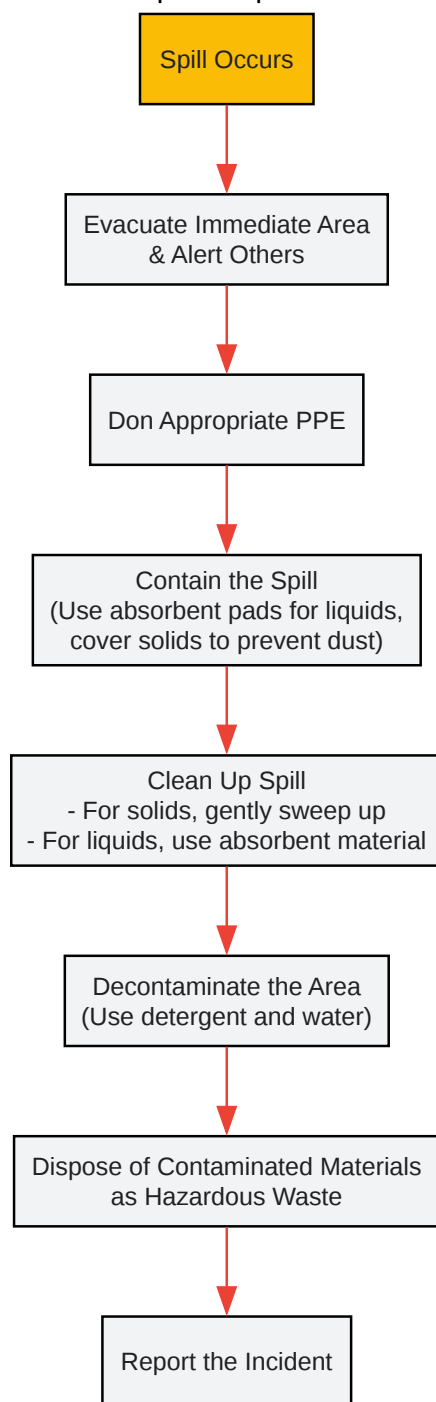 Spill Occurs
Evacuate Immediate Area
& Alert Others
Don Appropriate PPE
Contain the Spill
(Use absorbent pads for liquids,
cover solids to prevent dust)
Clean Up Spill
- For solids, gently sweep up
- For liquids, use absorbent material
Decontaminate the Area
(Use detergent and water)
Dispose of Contaminated Materials
as Hazardous Waste
Report the Incident